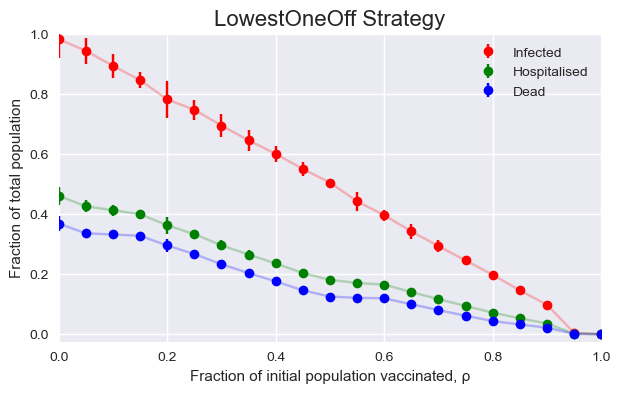 LowestOneOff Strategy
1.0
0.8
0.6
0.4
0.2
0.0
Fraction of total population
Infected
Hospitalised
Dead
0.0 0.2 0.4 0.6 0.8 1.0
Fraction of initial population vaccinated, ρ